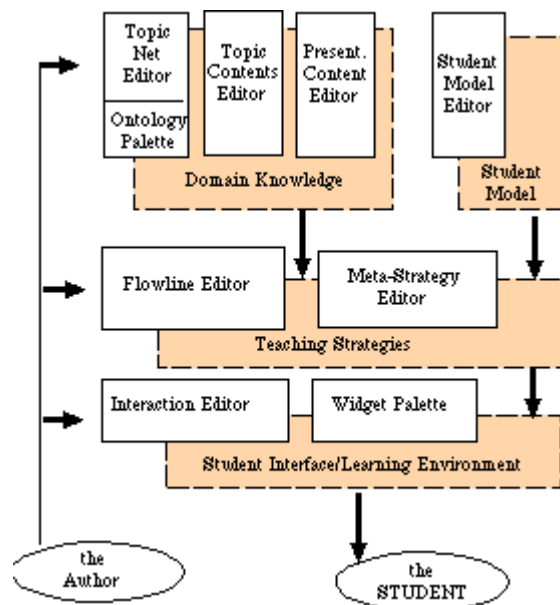 Topic
Net
Editor
Ontology
Palette
Topic
Contents
Editor
Present.
Content
Editor
Domain Knowledge
Student
Model
Editor
Student
Model
Flowline Editor
Meta-Strategy
Editor
Teaching Strategies
Interaction Editor
Widget Palette
Student Interface/Learning Environment
the
Author
the
STUDENT